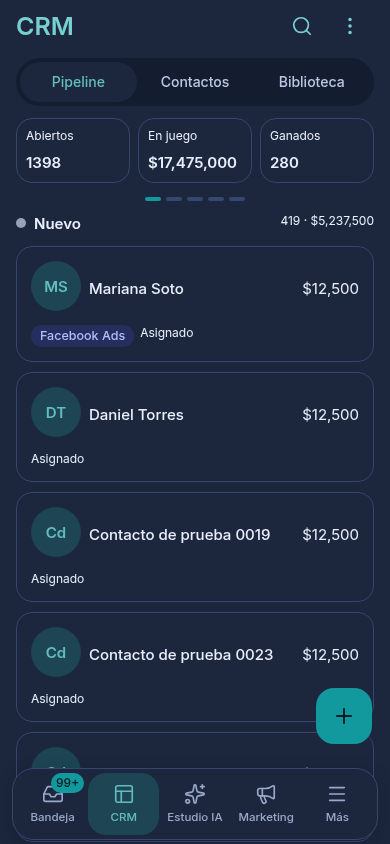 CRM
Pipeline Contactos Biblioteca
Abiertos En juego Ganados
1398 $17,475,000 280
Nuevo 419 · $5,237,500
MS Mariana Soto $12,500
Facebook Ads Asignado
DT Daniel Torres $12,500
Asignado
Cd Contacto de prueba 0019 $12,500
Asignado
Cd Contacto de prueba 0023 $12,500
Asignado
+
99+
Bandeja CRM Estudio IA Marketing Más